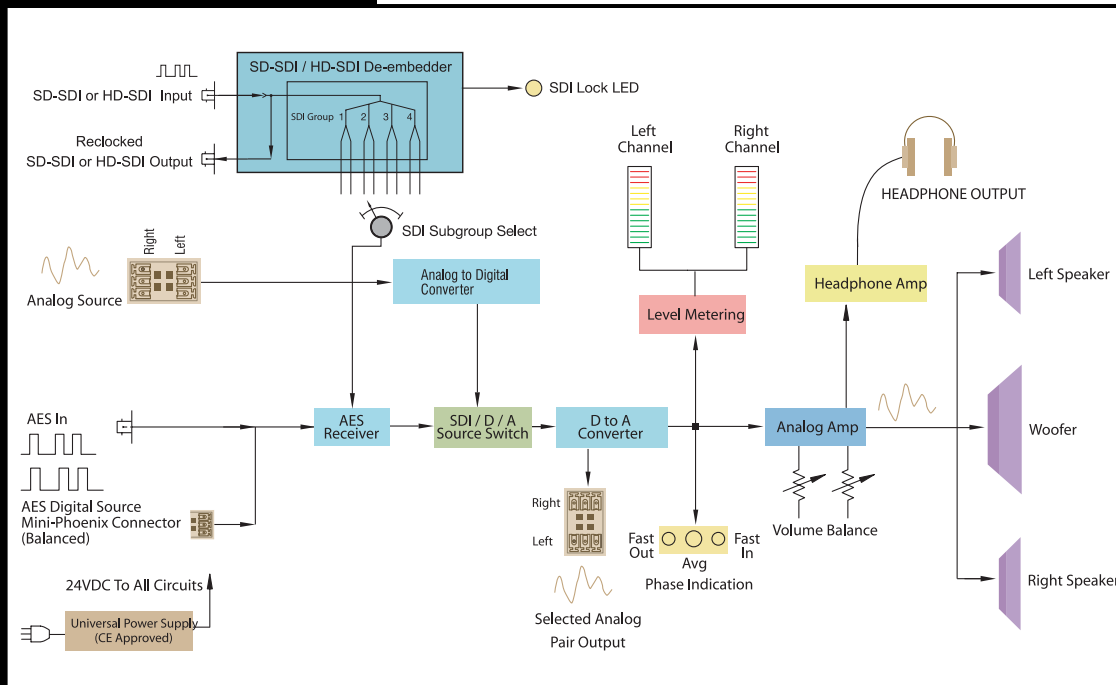 SD-SDI / HD-SDI De-embedder
SD-SDI or HD-SDI Input
SDI Group 1 2 3 4
SDI Lock LED
Reclocked
SD-SDI or HD-SDI Output
Left
Channel
Right
Channel
HEADPHONE OUTPUT
SDI Subgroup Select
Right
Left
Analog Source
Analog to Digital
Converter
Level Metering
Headphone Amp
Left Speaker
AES In
AES
Receiver
SDI / D / A
Source Switch
D to A
Converter
Analog Amp
Woofer
AES Digital Source
Mini-Phoenix Connector
(Balanced)
Right
Left
Fast
Out
Avg
Fast
In
Phase Indication
Volume Balance
Selected Analog
Pair Output
Right Speaker
24VDC To All Circuits
Universal Power Supply
(CE Approved)